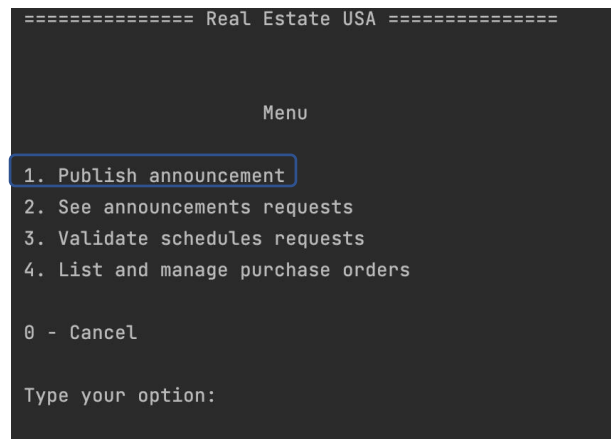 =============== Real Estate USA ===============
Menu
1. Publish announcement
2. See announcements requests
3. Validate schedules requests
4. List and manage purchase orders
0 - Cancel
Type your option: